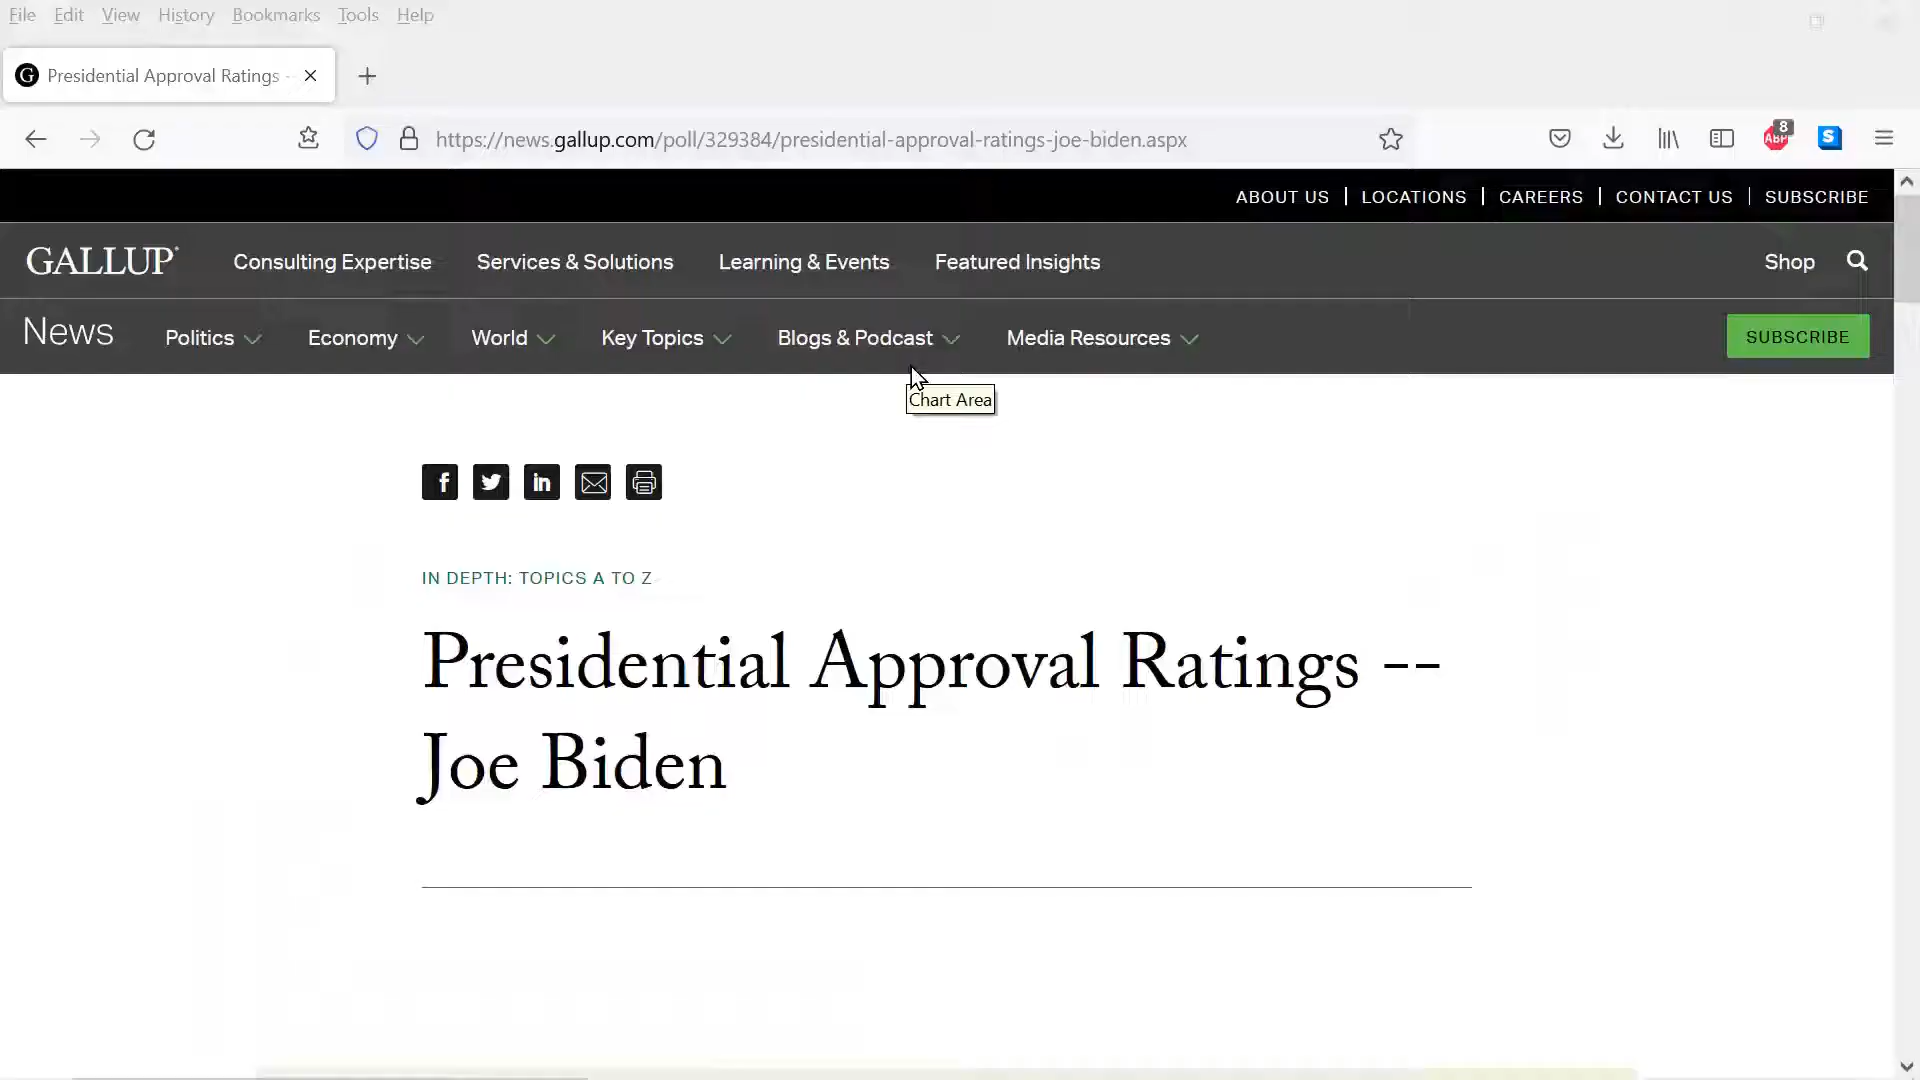 File Edit View History Bookmarks Tools Help
G Presidential Approval Ratings -
https://news.gallup.com/poll/329384/presidential-approval-ratings-joe-biden.aspx
8
ABP
S
ABOUT US | LOCATIONS | CAREERS | CONTACT US | SUBSCRIBE
GALLUP® Consulting Expertise Services & Solutions Learning & Events Featured Insights Shop
News Politics Economy World Key Topics Blogs & Podcast Media Resources SUBSCRIBE
Chart Area
f in
IN DEPTH: TOPICS A TO Z
Presidential Approval Ratings --
Joe Biden